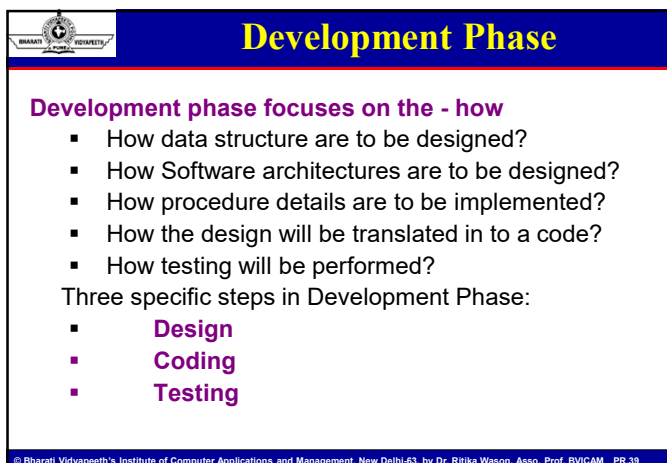 BHARATI VIDYAPEETH
PUNE
Development Phase
Development phase focuses on the - how
▪ How data structure are to be designed?
▪ How Software architectures are to be designed?
▪ How procedure details are to be implemented?
▪ How the design will be translated in to a code?
▪ How testing will be performed?
Three specific steps in Development Phase:
▪ Design
▪ Coding
▪ Testing
© Bharati Vidyapeeth's Institute of Computer Applications and Management, New Delhi-63, by Dr. Ritika Wason, Asso. Prof. BVICAM PR.39